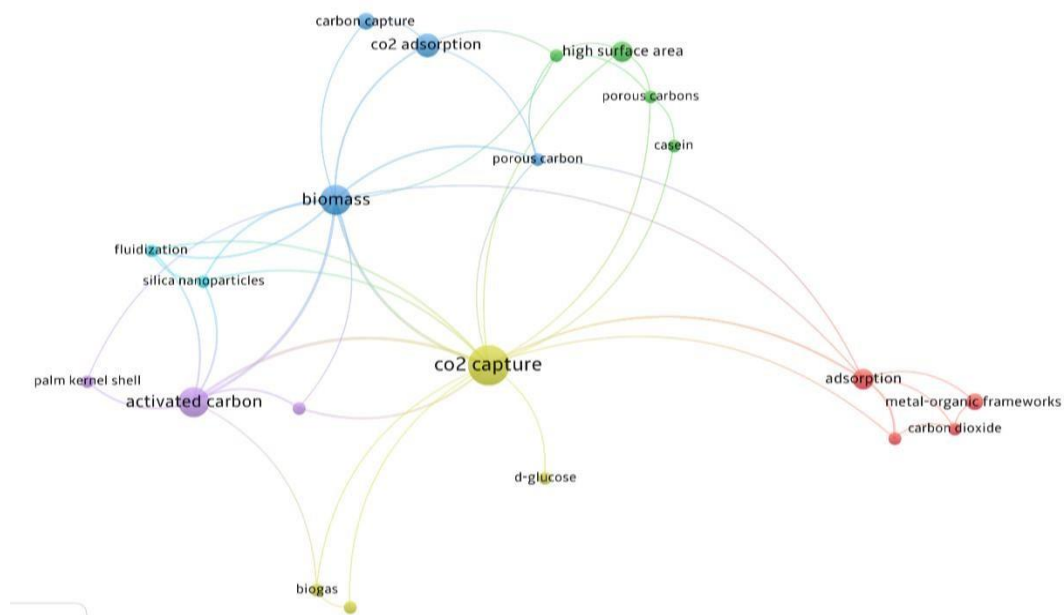 carbon capture
co2 adsorption
high surface area
porous carbons
casein
porous carbon
biomass
fluidization
silica nanoparticles
co2 capture
palm kernel shell
activated carbon
adsorption
metal-organic frameworks
carbon dioxide
d-glucose
biogas